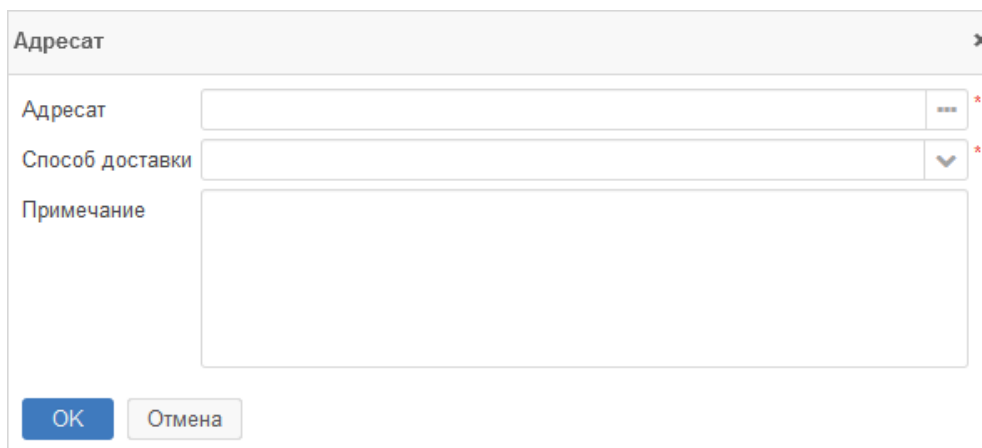 Адресат
Адресат *
Способ доставки *
Примечание
OK Отмена